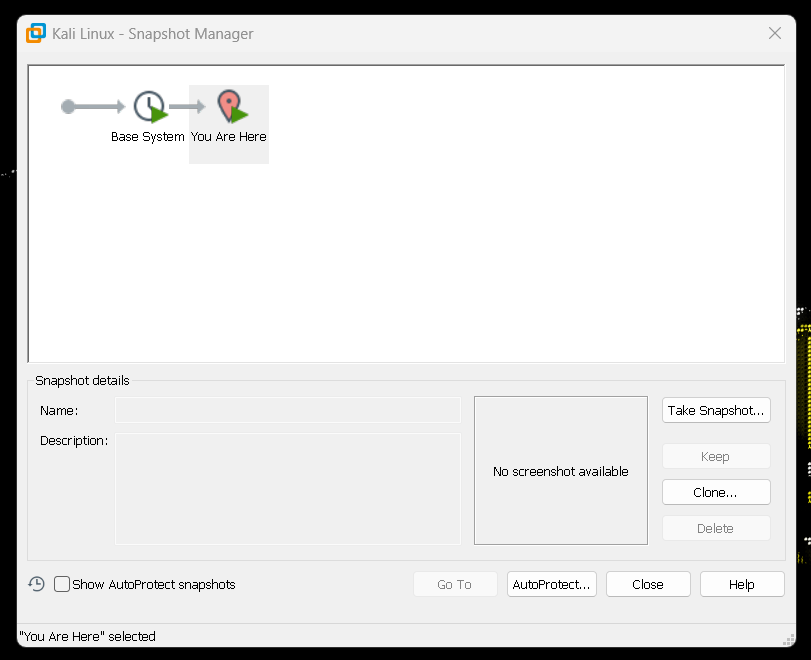 Kali Linux - Snapshot Manager
Base System
You Are Here
Snapshot details
Name:
Take Snapshot...
Description:
Keep
No screenshot available
Clone...
Delete
Show AutoProtect snapshots
Go To
AutoProtect...
Close
Help
"You Are Here" selected